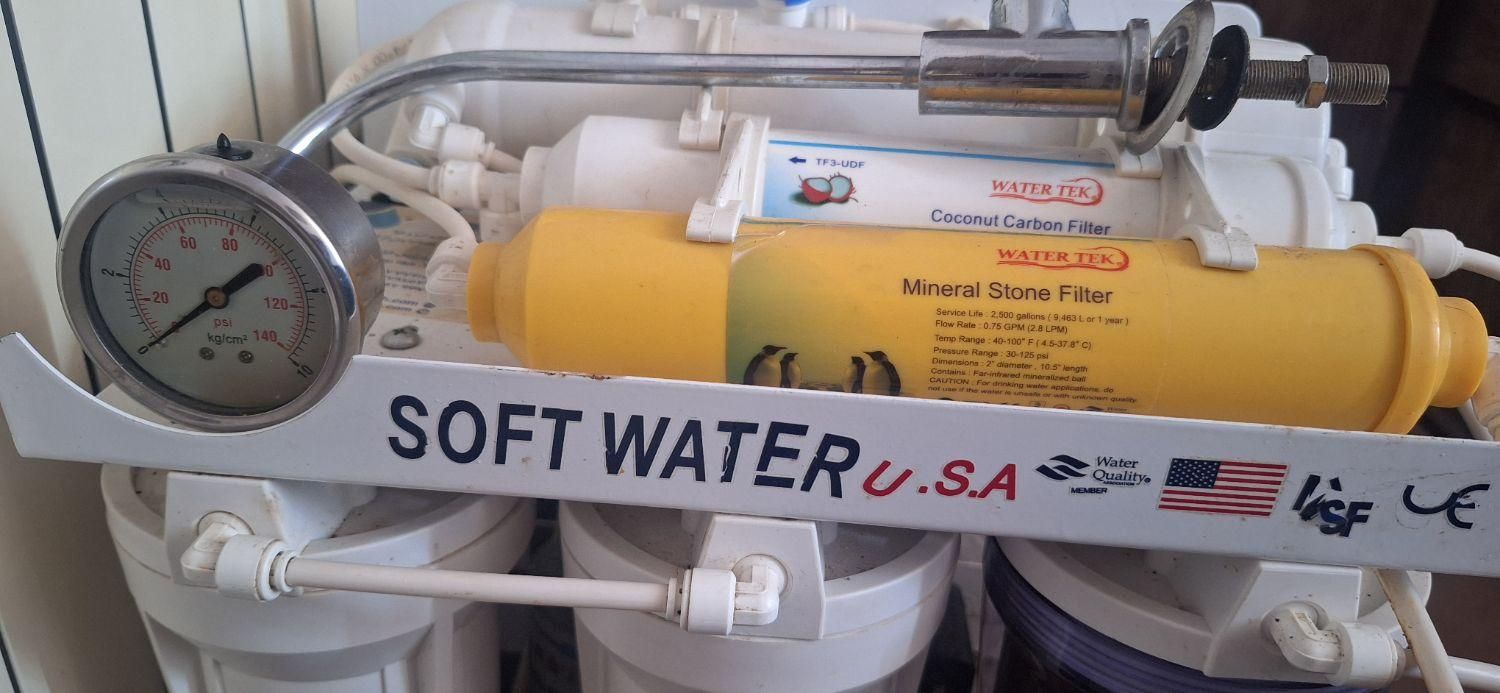 TF3-UDF
WATER TEK
Coconut Carbon Filter
WATER TEK
Mineral Stone Filter
Service Life : 2,500 gallons ( 9,463 L or 1 year )
Flow Rate : 0.75 GPM (2.8 LPM)
Temp Range : 40-100° F ( 4.5-37.8° C)
Pressure Range : 30-125 psi
Dimensions : 2" diameter , 10.5" length
Contains : Far-infrared mineralized ball
CAUTION : For drinking water applications, do
not use if the water is unsafe or with unknown quality
60 80
40
20 120
140
psi
kg/cm²
0 2 10
SOFT WATER U.S.A
Water
Quality
ASSOCIATION
MEMBER
SF
CE